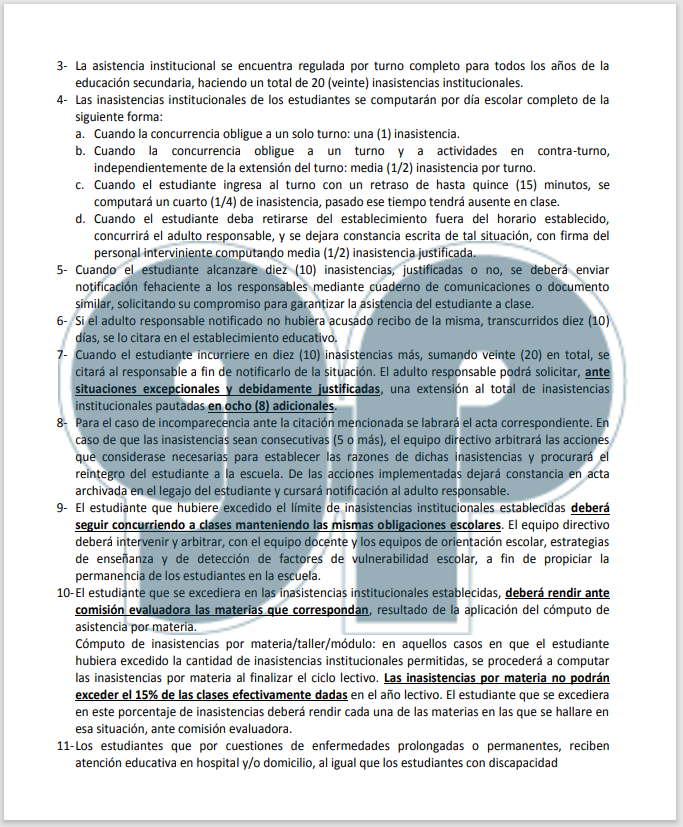 3- La asistencia institucional se encuentra regulada por turno completo para todos los años de la
educación secundaria, haciendo un total de 20 (veinte) inasistencias institucionales.
4- Las inasistencias institucionales de los estudiantes se computarán por día escolar completo de la
siguiente forma:
a. Cuando la concurrencia obligue a un solo turno: una (1) inasistencia.
b. Cuando la concurrencia obligue a un turno y a actividades en contra-turno,
independientemente de la extensión del turno: media (1/2) inasistencia por turno.
c. Cuando el estudiante ingresa al turno con un retraso de hasta quince (15) minutos, se
computará un cuarto (1/4) de inasistencia, pasado ese tiempo tendrá ausente en clase.
d. Cuando el estudiante deba retirarse del establecimiento fuera del horario establecido,
concurrirá el adulto responsable, y se dejara constancia escrita de tal situación, con firma del
personal interviniente computando media (1/2) inasistencia justificada.
5- Cuando el estudiante alcanzare diez (10) inasistencias, justificadas o no, se deberá enviar
notificación fehaciente a los responsables mediante cuaderno de comunicaciones o documento
similar, solicitando su compromiso para garantizar la asistencia del estudiante a clase.
6- Si el adulto responsable notificado no hubiera acusado recibo de la misma, transcurridos diez (10)
días, se lo citara en el establecimiento educativo.
7- Cuando el estudiante incurriere en diez (10) inasistencias más, sumando veinte (20) en total, se
citará al responsable a fin de notificarlo de la situación. El adulto responsable podrá solicitar, ante
situaciones excepcionales y debidamente justificadas, una extensión al total de inasistencias
institucionales pautadas en ocho (8) adicionales.
8- Para el caso de incomparecencia ante la citación mencionada se labrará el acta correspondiente. En
caso de que las inasistencias sean consecutivas (5 o más), el equipo directivo arbitrará las acciones
que considerase necesarias para establecer las razones de dichas inasistencias y procurará el
reintegro del estudiante a la escuela. De las acciones implementadas dejará constancia en acta
archivada en el legajo del estudiante y cursará notificación al adulto responsable.
9- El estudiante que hubiere excedido el límite de inasistencias institucionales establecidas deberá
seguir concurriendo a clases manteniendo las mismas obligaciones escolares. El equipo directivo
deberá intervenir y arbitrar, con el equipo docente y los equipos de orientación escolar, estrategias
de enseñanza y de detección de factores de vulnerabilidad escolar, a fin de propiciar la
permanencia de los estudiantes en la escuela.
10-El estudiante que se excediera en las inasistencias institucionales establecidas, deberá rendir ante
comisión evaluadora las materias que correspondan, resultado de la aplicación del cómputo de
asistencia por materia.
Cómputo de inasistencias por materia/taller/módulo: en aquellos casos en que el estudiante
hubiera excedido la cantidad de inasistencias institucionales permitidas, se procederá a computar
las inasistencias por materia al finalizar el ciclo lectivo. Las inasistencias por materia no podrán
exceder el 15% de las clases efectivamente dadas en el año lectivo. El estudiante que se excediera
en este porcentaje de inasistencias deberá rendir cada una de las materias en las que se hallare en
esa situación, ante comisión evaluadora.
11-Los estudiantes que por cuestiones de enfermedades prolongadas o permanentes, reciben
atención educativa en hospital y/o domicilio, al igual que los estudiantes con discapacidad